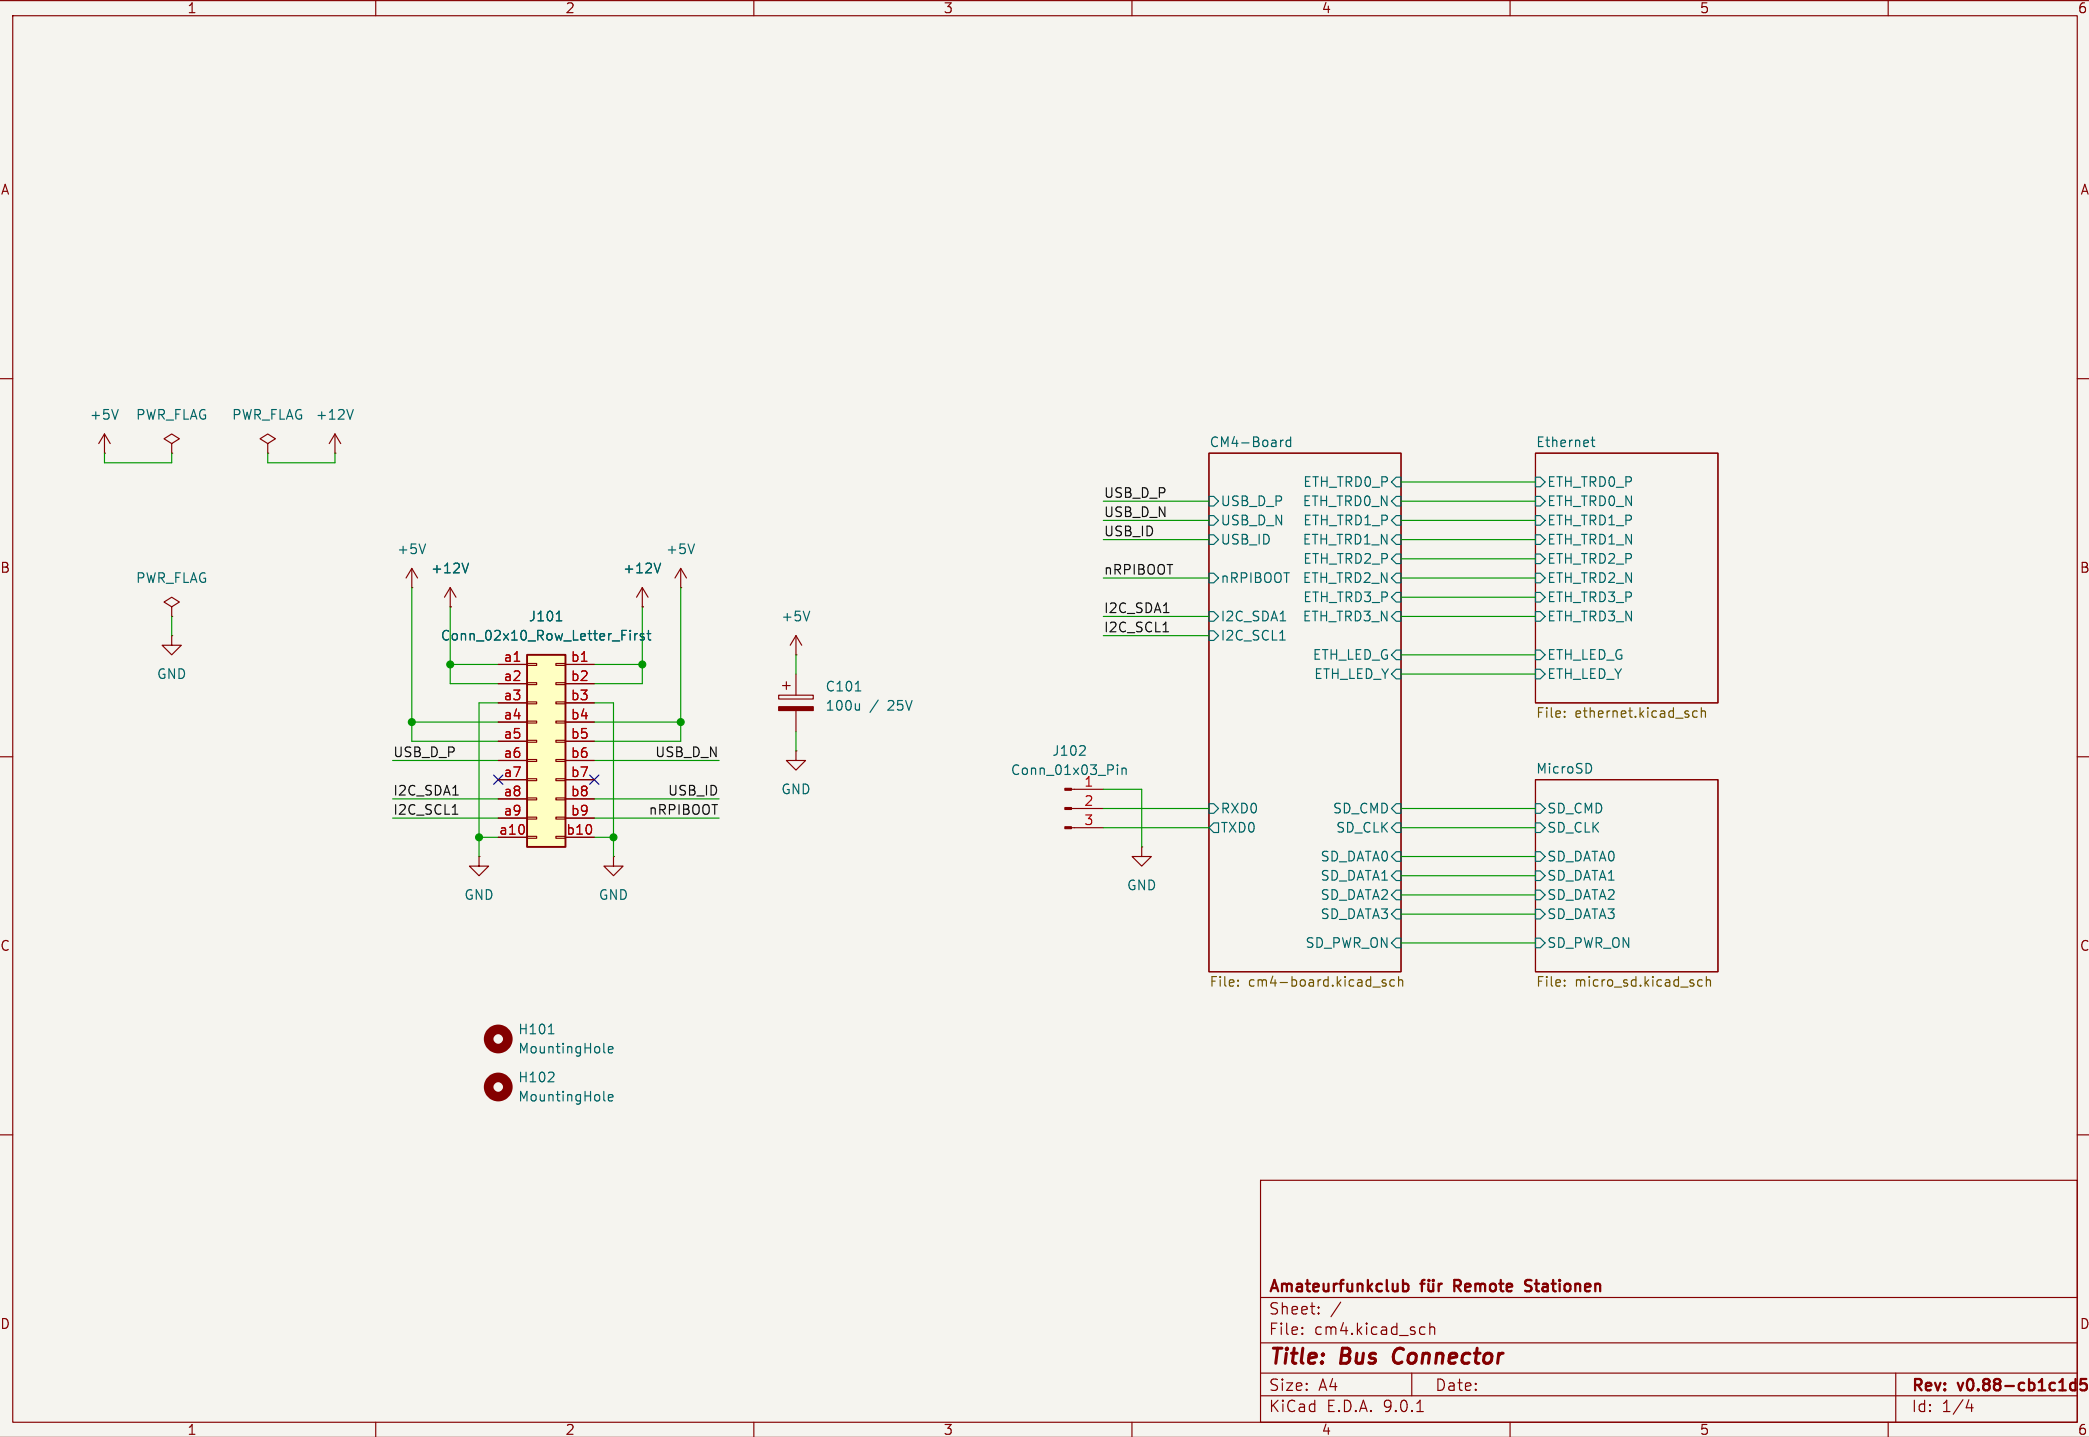 1 2 3 4 5 6
A A
+5V PWR_FLAG PWR_FLAG +12V
B B
PWR_FLAG
GND
+5V
+12V
+12V
+5V
J101
Conn_02x10_Row_Letter_First
a1 b1
a2 b2
a3 b3
a4 b4
a5 b5
USB_D_P a6 b6 USB_D_N
a7 b7
I2C_SDA1 a8 b8 USB_ID
I2C_SCL1 a9 b9 nRPIBOOT
a10 b10
GND GND
+5V
+
C101
100u / 25V
GND
H101
MountingHole
H102
MountingHole
CM4-Board
USB_D_P
USB_D_N
USB_ID
nRPIBOOT
I2C_SDA1
I2C_SCL1
USB_D_P
USB_D_N
USB_ID
nRPIBOOT
I2C_SDA1
I2C_SCL1
ETH_TRD0_P
ETH_TRD0_N
ETH_TRD1_P
ETH_TRD1_N
ETH_TRD2_P
ETH_TRD2_N
ETH_TRD3_P
ETH_TRD3_N
ETH_LED_G
ETH_LED_Y
Ethernet
ETH_TRD0_P
ETH_TRD0_N
ETH_TRD1_P
ETH_TRD1_N
ETH_TRD2_P
ETH_TRD2_N
ETH_TRD3_P
ETH_TRD3_N
ETH_LED_G
ETH_LED_Y
File: ethernet.kicad_sch
J102
Conn_01x03_Pin
1
2
3
GND
RXD0
TXD0
SD_CMD
SD_CLK
SD_DATA0
SD_DATA1
SD_DATA2
SD_DATA3
SD_PWR_ON
File: cm4-board.kicad_sch
MicroSD
SD_CMD
SD_CLK
SD_DATA0
SD_DATA1
SD_DATA2
SD_DATA3
SD_PWR_ON
File: micro_sd.kicad_sch
C C
Amateurfunkclub für Remote Stationen
Sheet: /
File: cm4.kicad_sch
Title: Bus Connector
Size: A4 Date: Rev: v0.88-cb1c1d5
KiCad E.D.A. 9.0.1 Id: 1/4
D D
1 2 3 4 5 6